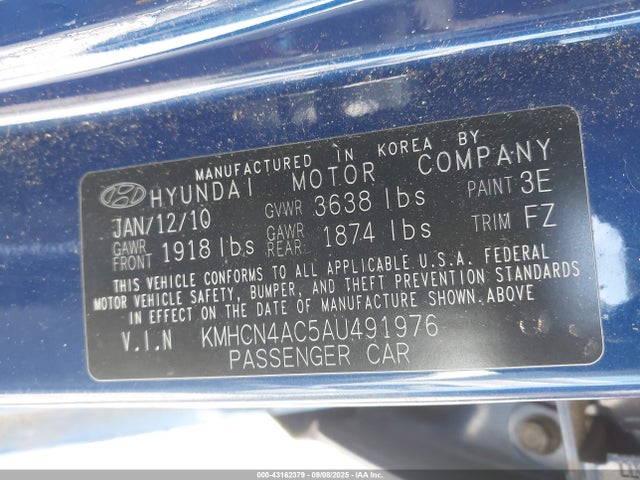 MANUFACTURED IN KOREA BY
HYUNDAI MOTOR COMPANY
JAN/12/10 GVWR 3638 lbs PAINT 3E
GAWR FRONT 1918 lbs GAWR REAR: 1874 lbs TRIM FZ
THIS VEHICLE CONFORMS TO ALL APPLICABLE U.S.A. FEDERAL
MOTOR VEHICLE SAFETY, BUMPER, AND THEFT PREVENTION STANDARDS
IN EFFECT ON THE DATE OF MANUFACTURE SHOWN.ABOVE
V.I.N KMHCN4AC5AU491976
PASSENGER CAR
000-43162379 | 09/08/2025 | IAAI.COM